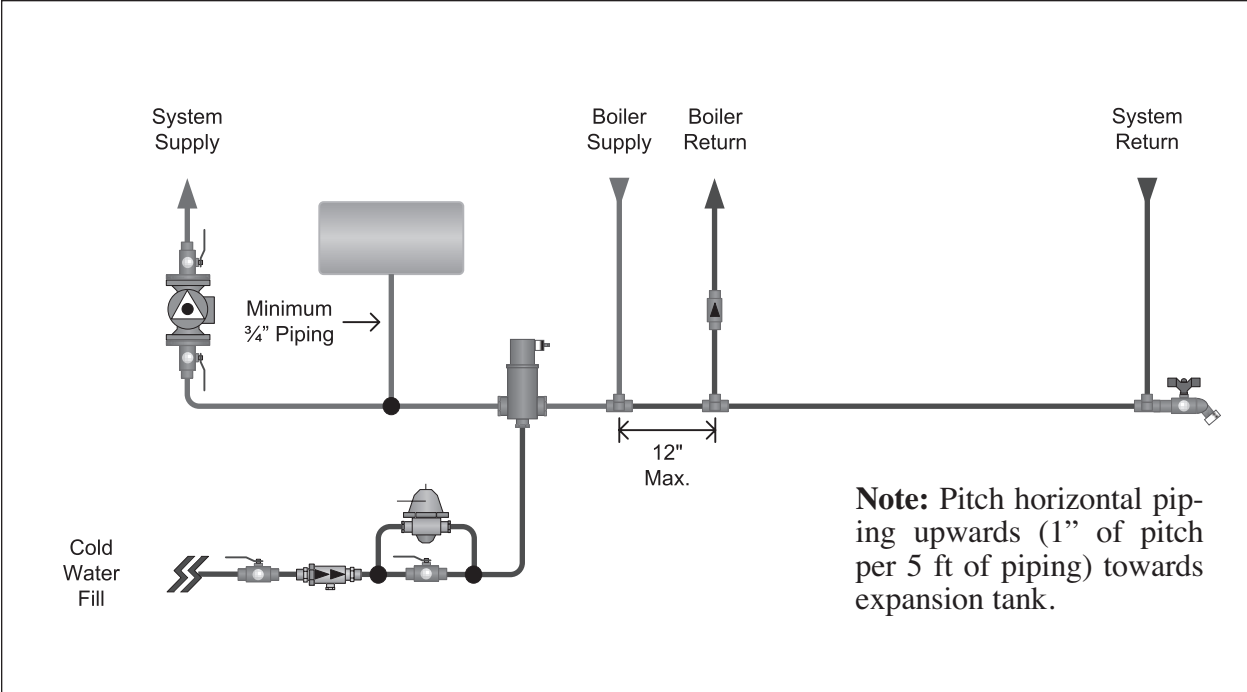 System
Supply
Boiler
Supply
Boiler
Return
System
Return
Minimum
¾” Piping
12"
Max.
Cold
Water
Fill
Note: Pitch horizontal pip-
ing upwards (1” of pitch
per 5 ft of piping) towards
expansion tank.